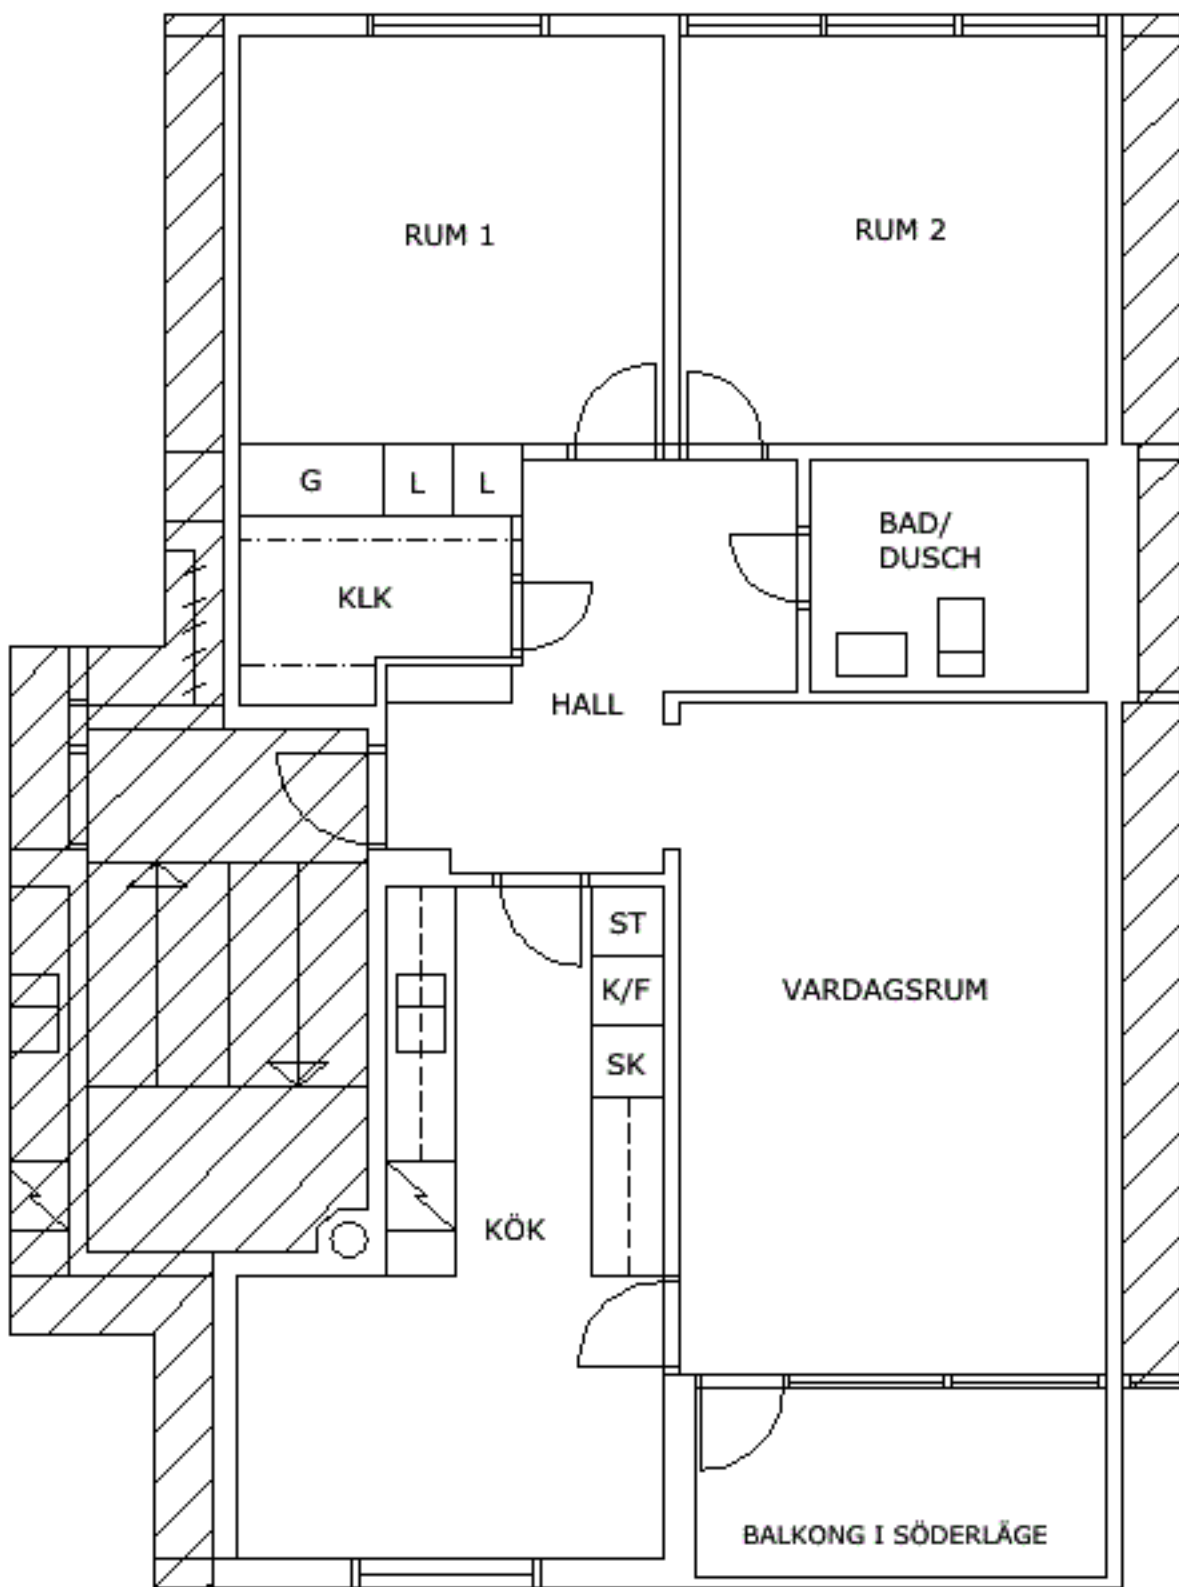 RUM 1
RUM 2
G
L
L
BAD/
DUSCH
KLK
HALL
ST
K/F
VARDAGSRUM
SK
KÖK
BALKONG I SÖDERLÄGE